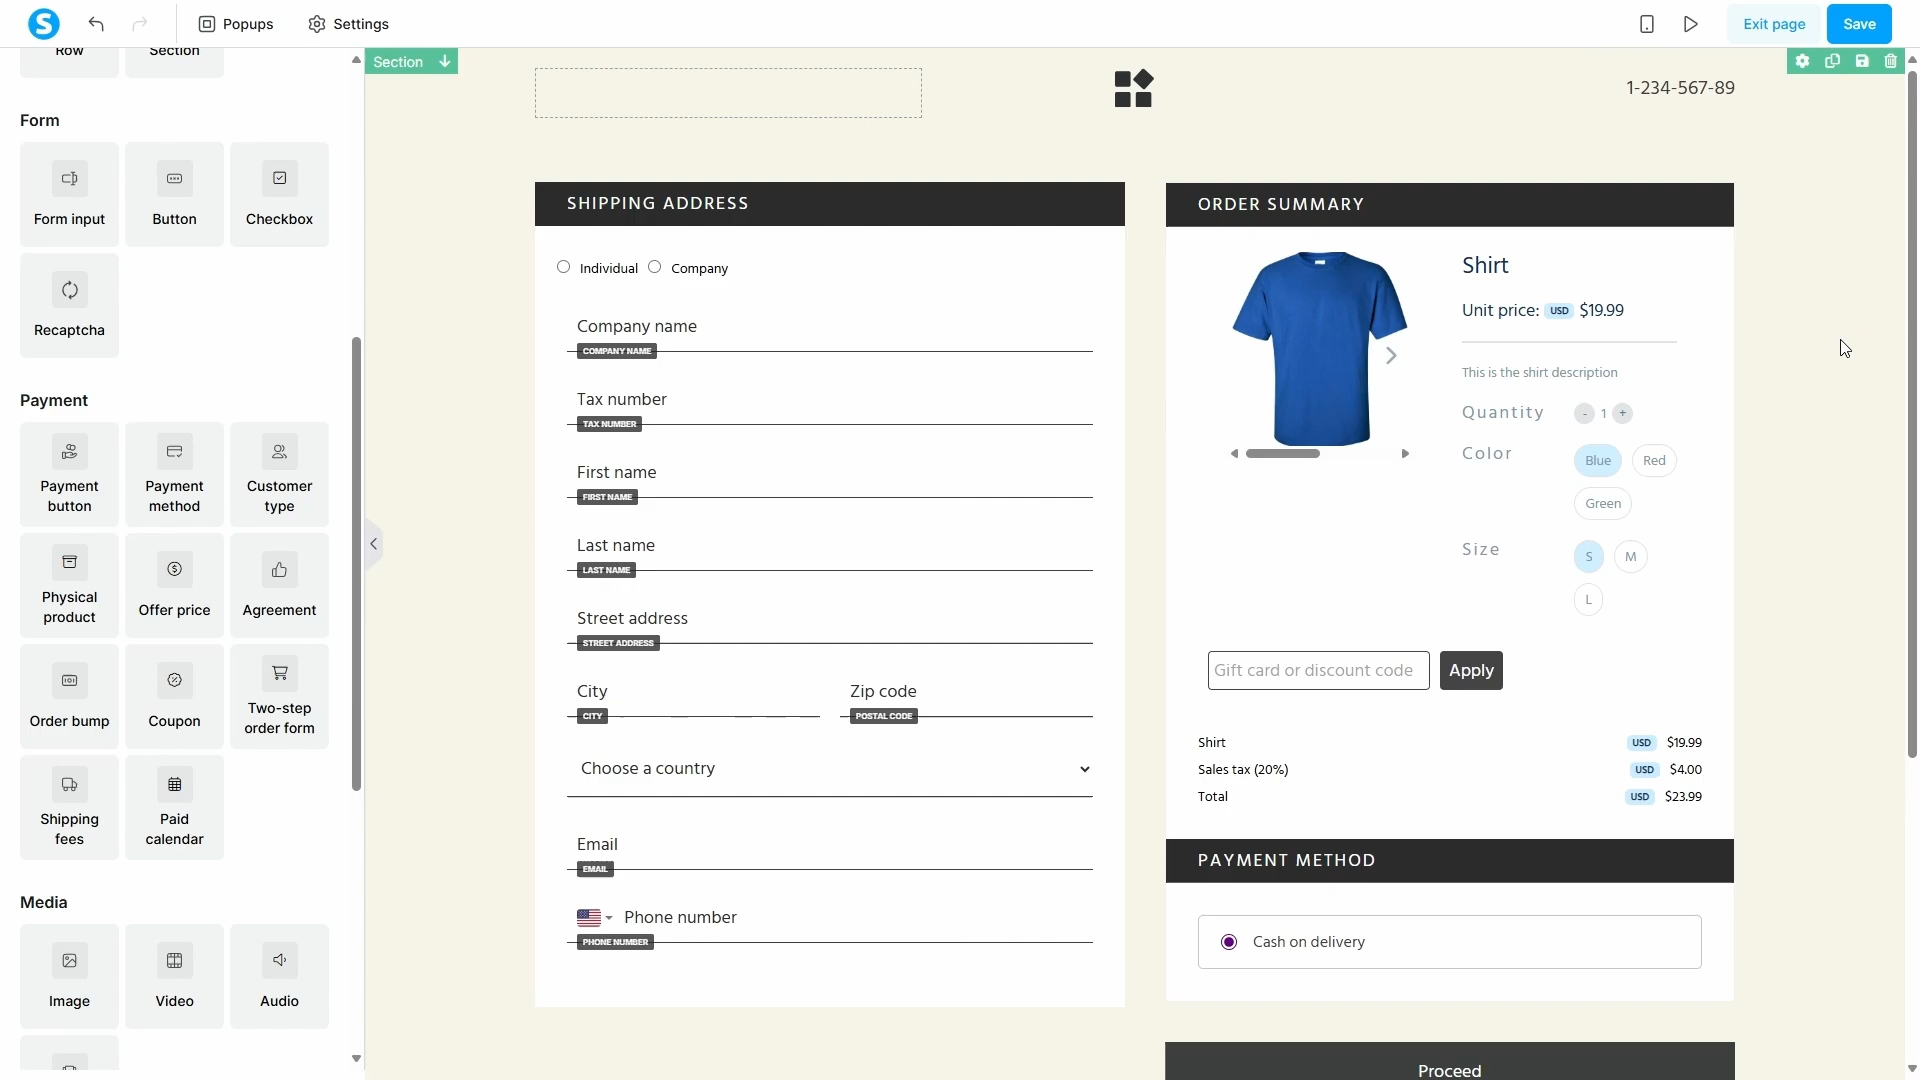 S
Popups
Settings
Exit page
Save
Row
Section
Form
Form input
Button
Checkbox
Recaptcha
Payment
Payment button
Payment method
Customer type
Physical product
Offer price
Agreement
Order bump
Coupon
Two-step order form
Shipping fees
Paid calendar
Media
Image
Video
Audio
Section
1-234-567-89
SHIPPING ADDRESS
Individual
Company
Company name
COMPANY NAME
Tax number
TAX NUMBER
First name
FIRST NAME
Last name
LAST NAME
Street address
STREET ADDRESS
City
CITY
Zip code
POSTAL CODE
Choose a country
Email
EMAIL
Phone number
PHONE NUMBER
ORDER SUMMARY
Shirt
Unit price: USD $19.99
This is the shirt description
Quantity - 1 +
Color
Blue
Red
Green
Size
S
M
L
Gift card or discount code
Apply
Shirt USD $19.99
Sales tax (20%) USD $4.00
Total USD $23.99
PAYMENT METHOD
Cash on delivery
Proceed